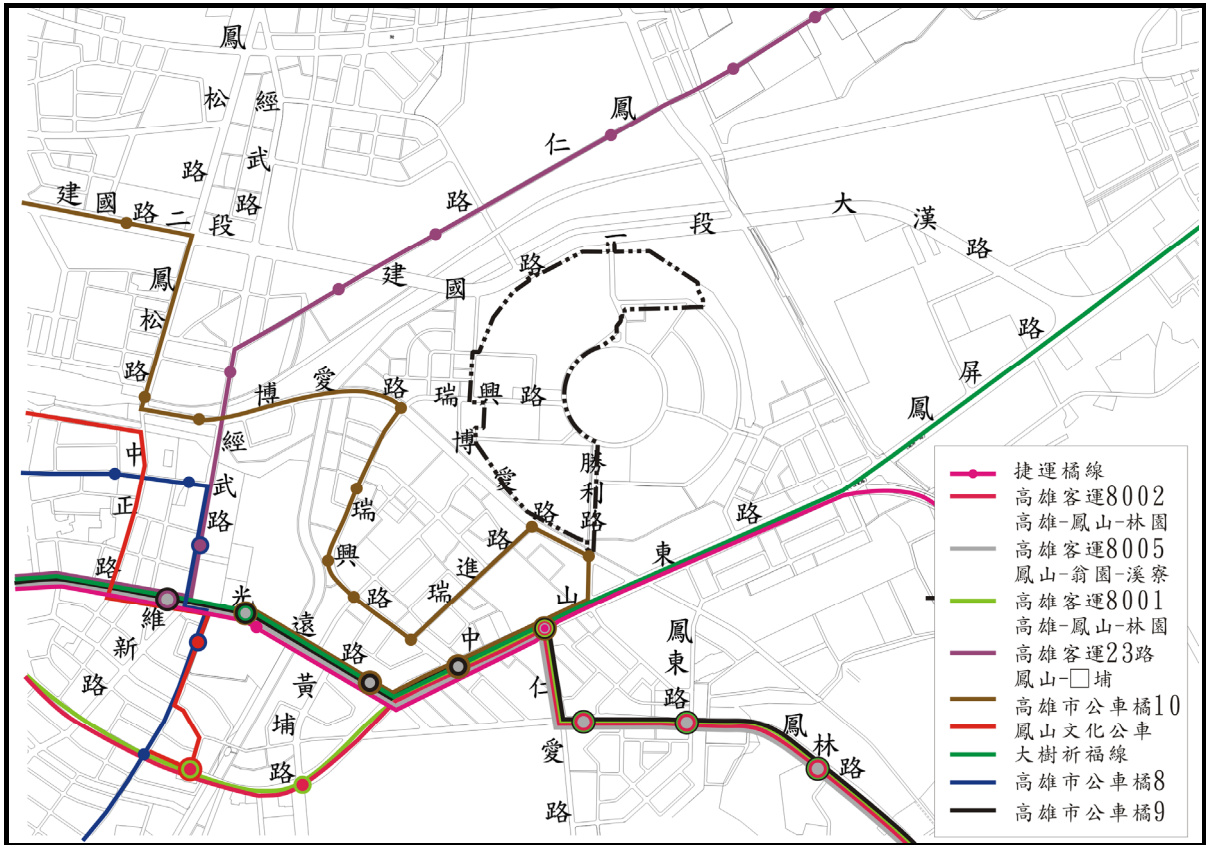 鳳松路
經武路
鳳仁路
建國路二段
大漢路
建國路一段
鳳松路
博愛路
瑞興路
鳳屏路
中正路
經武路
博愛路
勝利路
瑞興路
瑞進路
中山東路
光遠路
維新路
黃埔路
仁愛路
鳳東路
鳳林路
捷運橘線
高雄客運8002
高雄-鳳山-林園
高雄客運8005
鳳山-翁園-溪寮
高雄客運8001
高雄-鳳山-林園
高雄客運23路
鳳山-□埔
高雄市公車橘10
鳳山文化公車
大樹祈福線
高雄市公車橘8
高雄市公車橘9